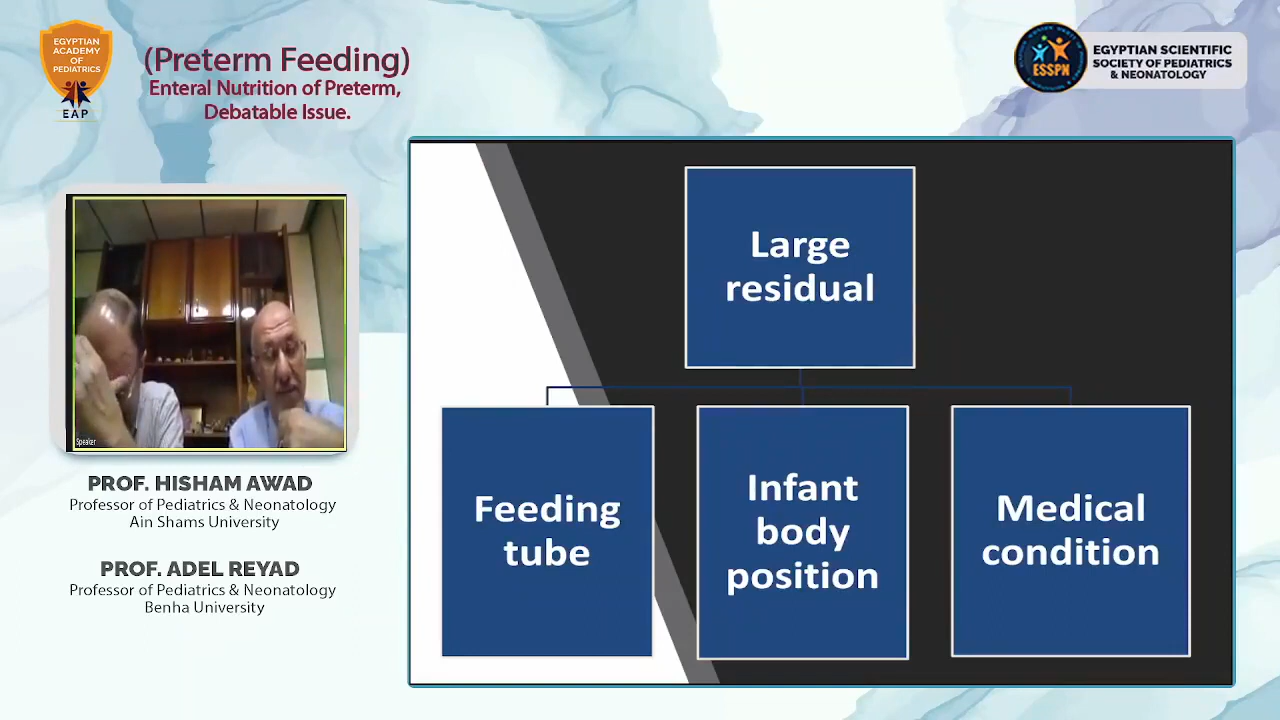 EGYPTIAN
ACADEMY
OF
PEDIATRICS
EAP
(Preterm Feeding)
Enteral Nutrition of Preterm,
Debatable Issue.
ESSPN
EGYPTIAN SCIENTIFIC
SOCIETY OF PEDIATRICS
& NEONATOLOGY
Speaker
PROF. HISHAM AWAD
Professor of Pediatrics & Neonatology
Ain Shams University
PROF. ADEL REYAD
Professor of Pediatrics & Neonatology
Benha University
Large
residual
Feeding
tube
Infant
body
position
Medical
condition